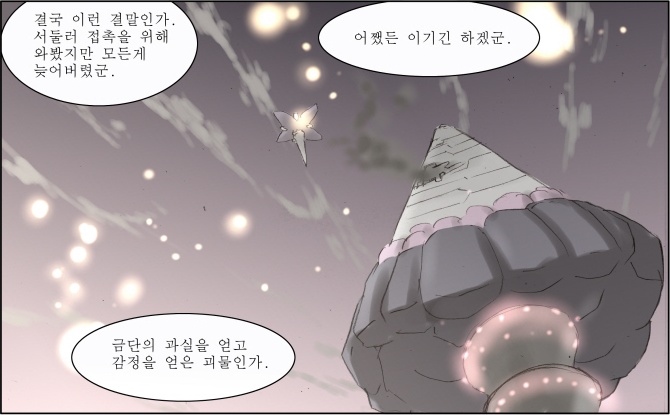 결국 이런 결말인가.
서둘러 접촉을 위해
와봤지만 모든게
늦어버렸군.
어쨌든 이기긴 하겠군.
금단의 과실을 얻고
감정을 얻은 괴물인가.